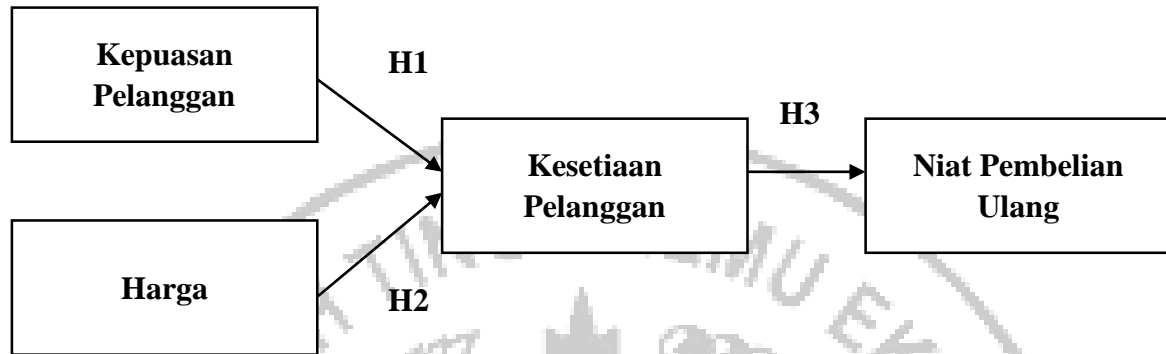 Kepuasan
Pelanggan
H1
H3
Kesetiaan
Pelanggan
Niat Pembelian
Ulang
Harga
H2